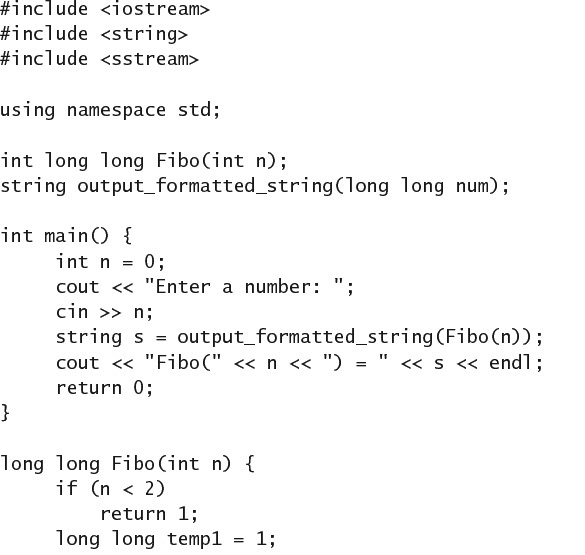 #include <iostream>
#include <string>
#include <sstream>
using namespace std;
int long long Fibo(int n);
string output_formatted_string(long long num);
int main() {
int n = 0;
cout << "Enter a number: ";
cin >> n;
string s = output_formatted_string(Fibo(n));
cout << "Fibo(" << n << ") = " << s << endl;
return 0;
}
long long Fibo(int n) {
if (n < 2)
return 1;
long long temp1 = 1;